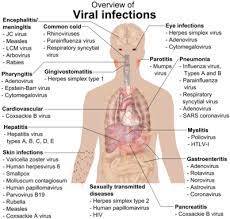 Overview of
Viral infections
Encephalitis/
meningitis
- JC virus
- Measles
- LCM virus
- Arbovirus
- Rabies
Common cold
- Rhinoviruses
- Parainfluenza virus
- Respiratory syncytial
virus
Eye infections
- Herpes simplex virus
- Adenovirus
- Cytomegalovirus
Pharyngitis
- Adenovirus
- Epstein-Barr virus
- Cytomegalovirus
Gingivostomatitis
- Herpes simplex type 1
Parotitis
- Mumps
virus
Pneumonia
- Influenza virus,
Types A and B
- Parainfluenza
virus
- Respiratory
syncytial virus
- Adenovirus
- SARS coronavirus
Cardiovascular
- Coxsackie B virus
Hepatitis
- Hepatitis virus
types A, B, C, D, E
Myelitis
- Poliovirus
- HTLV-I
Skin infections
- Varicella zoster virus
- Human herpesvirus 6
- Smallpox
- Molluscum contagiosum
- Human papillomavirus
- Parvovirus B19
- Rubella
- Measles
- Coxsackie A virus
Gastroenteritis
- Adenovirus
- Rotavirus
- Norovirus
- Astrovirus
- Coronavirus
Sexually transmitted
diseases
- Herpes simplex type 2
- Human papillomavirus
- HIV
Pancreatitis
- Coxsackie B virus